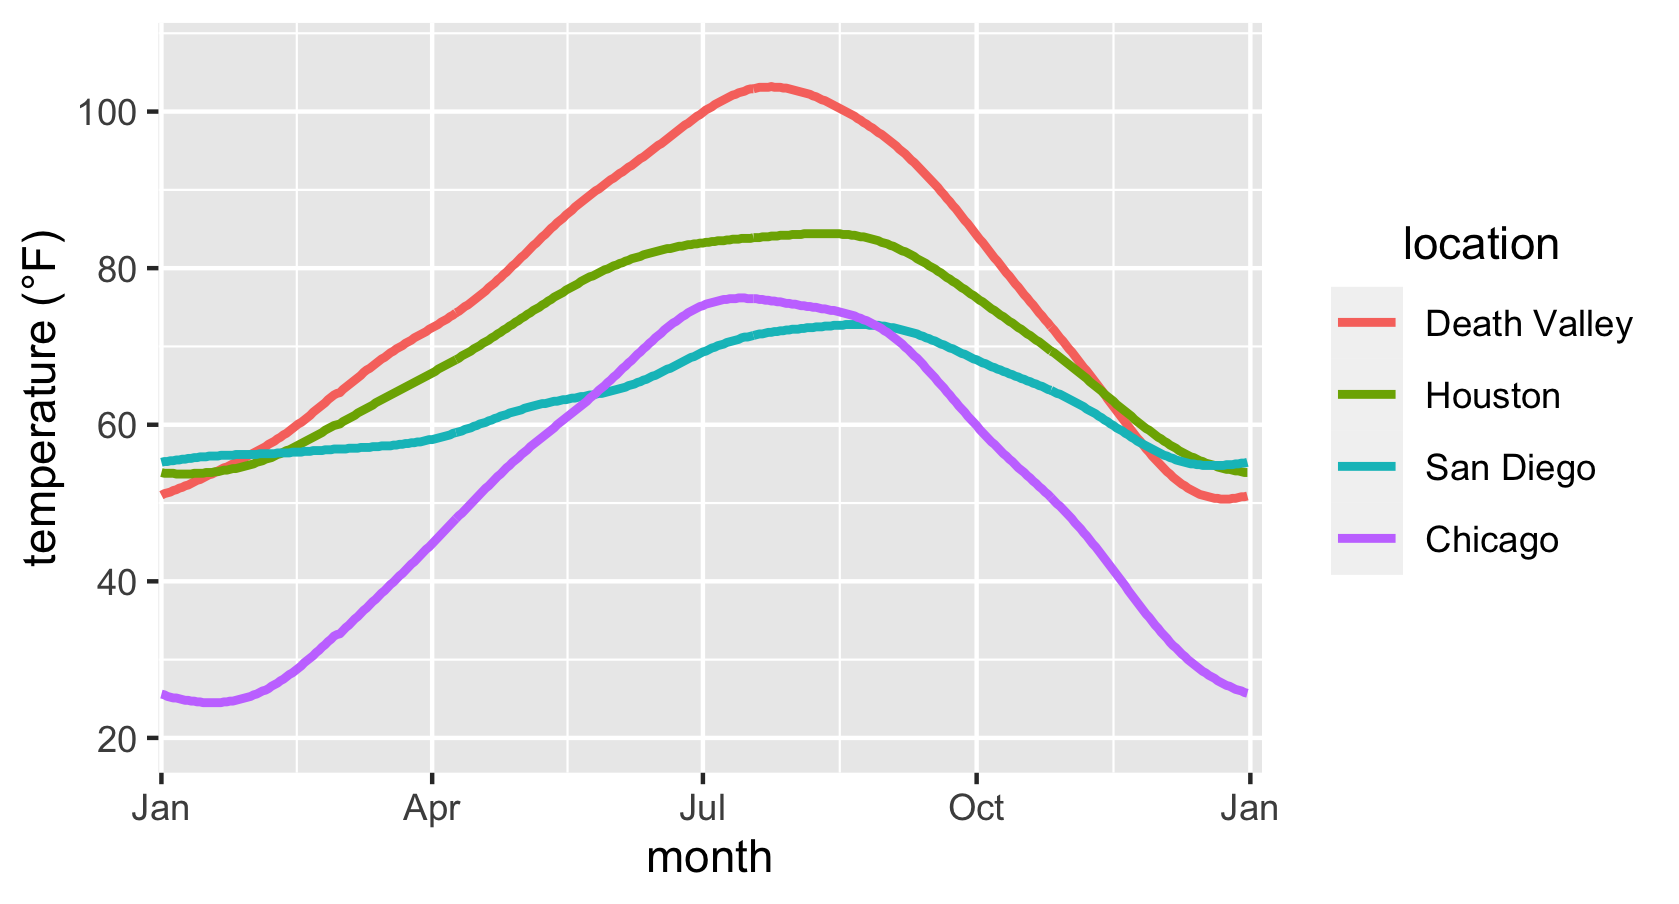 temperature (°F)
100
80
60
40
20
Jan Apr Jul Oct Jan
month
location
Death Valley
Houston
San Diego
Chicago